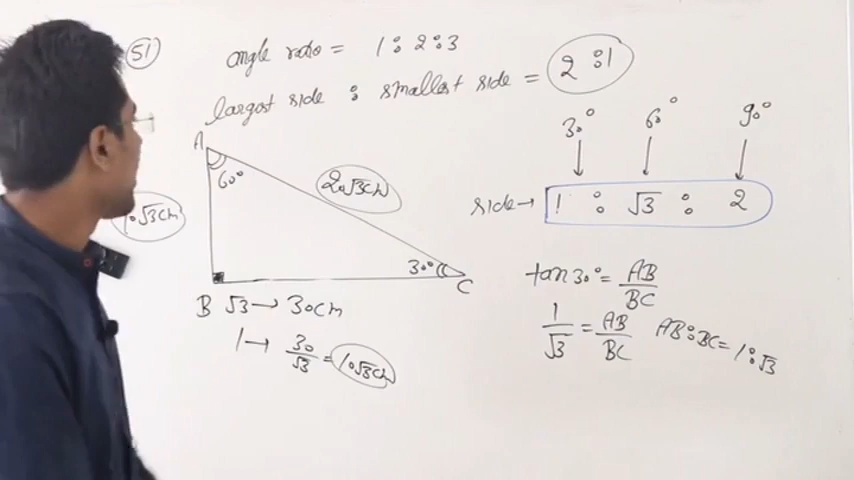 51
angle ratio = 1 : 2 : 3
largest side : smallest side = 2 : 1
30° 60° 90°
side → 1 : √3 : 2
A
60°
20√3cm
10√3cm
30°
B
C
√3 → 30cm
1 → 30/√3 = 10√3cm
tan 30° = AB/BC
1/√3 = AB/BC AB : BC = 1 : √3